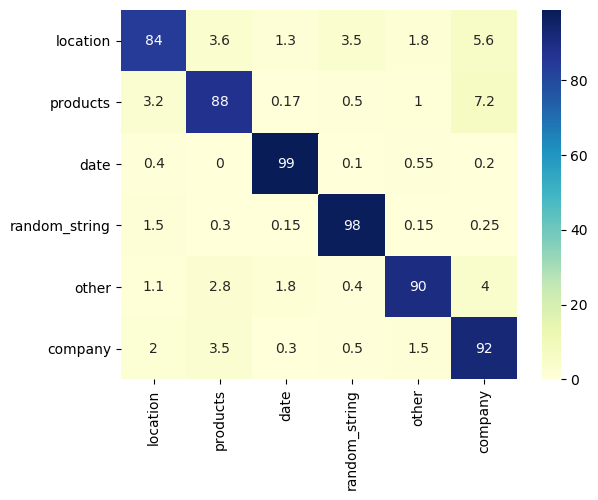 location 84 3.6 1.3 3.5 1.8 5.6
products 3.2 88 0.17 0.5 1 7.2
date 0.4 0 99 0.1 0.55 0.2
random_string 1.5 0.3 0.15 98 0.15 0.25
other 1.1 2.8 1.8 0.4 90 4
company 2 3.5 0.3 0.5 1.5 92
location products date random_string other company
80
60
40
20
0